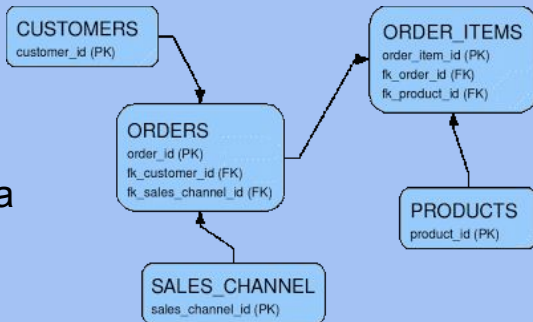 CUSTOMERS
customer_id (PK)
ORDER_ITEMS
order_item_id (PK)
fk_order_id (FK)
fk_product_id (FK)
ORDERS
order_id (PK)
fk_customer_id (FK)
fk_sales_channel_id (FK)
a
PRODUCTS
product_id (PK)
SALES_CHANNEL
sales_channel_id (PK)